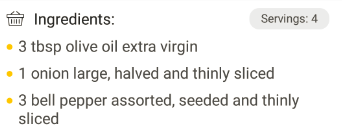 Ingredients:
Servings: 4
3 tbsp olive oil extra virgin
1 onion large, halved and thinly sliced
3 bell pepper assorted, seeded and thinly
sliced